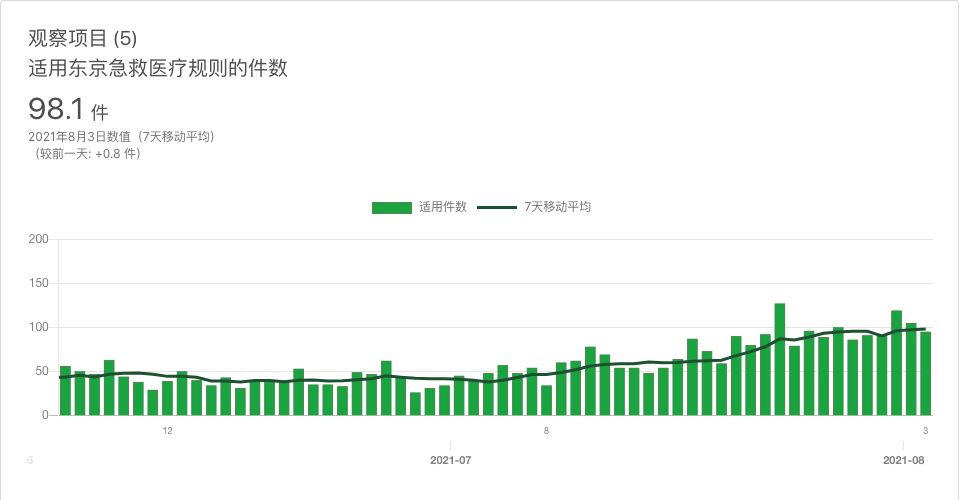 观察项目 (5)
适用东京急救医疗规则的件数
98.1 件
2021年8月3日数值（7天移动平均）
（较前一天: +0.8 件）
适用件数 7天移动平均
200
150
100
50
0
12 8 3
6 2021-07 2021-08